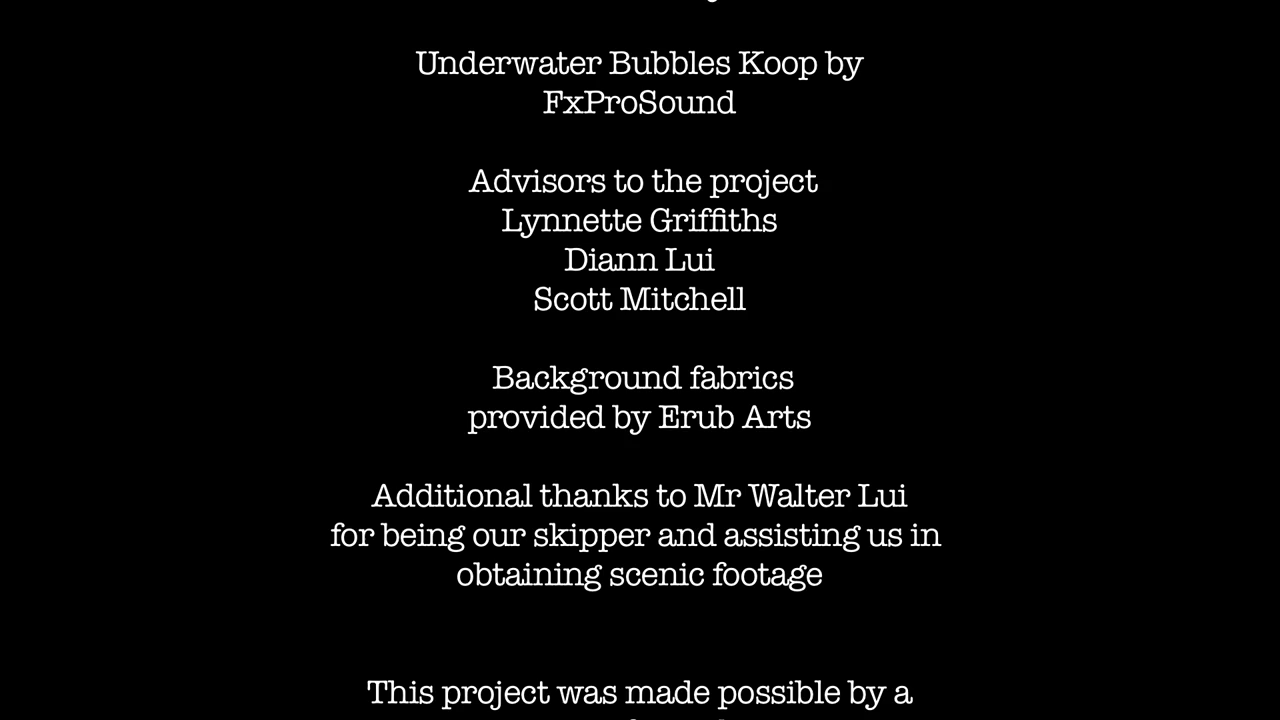 Underwater Bubbles Koop by
FxProSound
Advisors to the project
Lynnette Griffiths
Diann Lui
Scott Mitchell
Background fabrics
provided by Erub Arts
Additional thanks to Mr Walter Lui
for being our skipper and assisting us in
obtaining scenic footage
This project was made possible by a